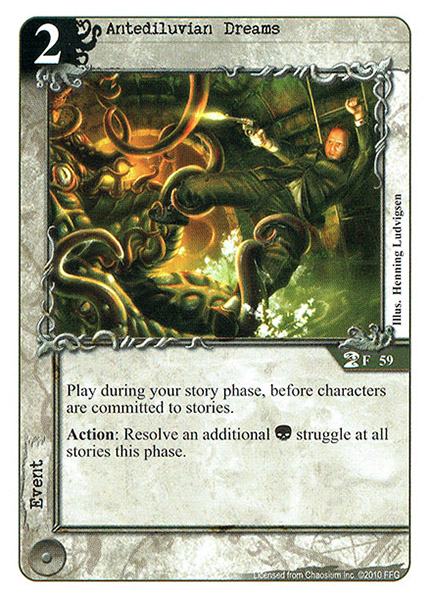 2
Antediluvian Dreams
Illus. Henning Ludvigsen
F 59
Play during your story phase, before characters
are committed to stories.
Action: Resolve an additional struggle at all
stories this phase.
Event
Licensed from Chaosium Inc. ©2010 FFG